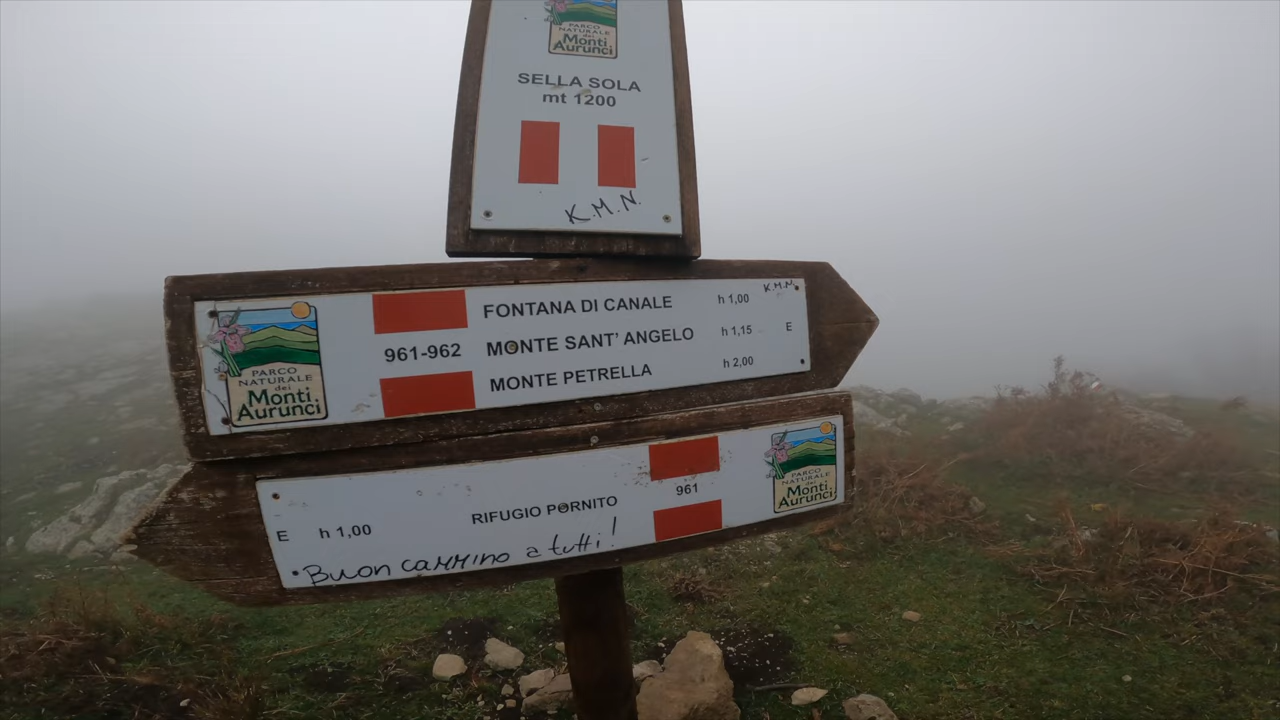 PARCO
NATURALE
dei
Monti
Aurunci
SELLA SOLA
mt 1200
K.M.N.
K.M.N.
FONTANA DI CANALE h 1,00
961-962 MONTE SANT' ANGELO h 1,15 E
MONTE PETRELLA h 2,00
PARCO
NATURALE
dei
Monti
Aurunci
E h 1,00 RIFUGIO PORNITO 961
Buon cammino a tutti!
PARCO
NATURALE
dei
Monti
Aurunci